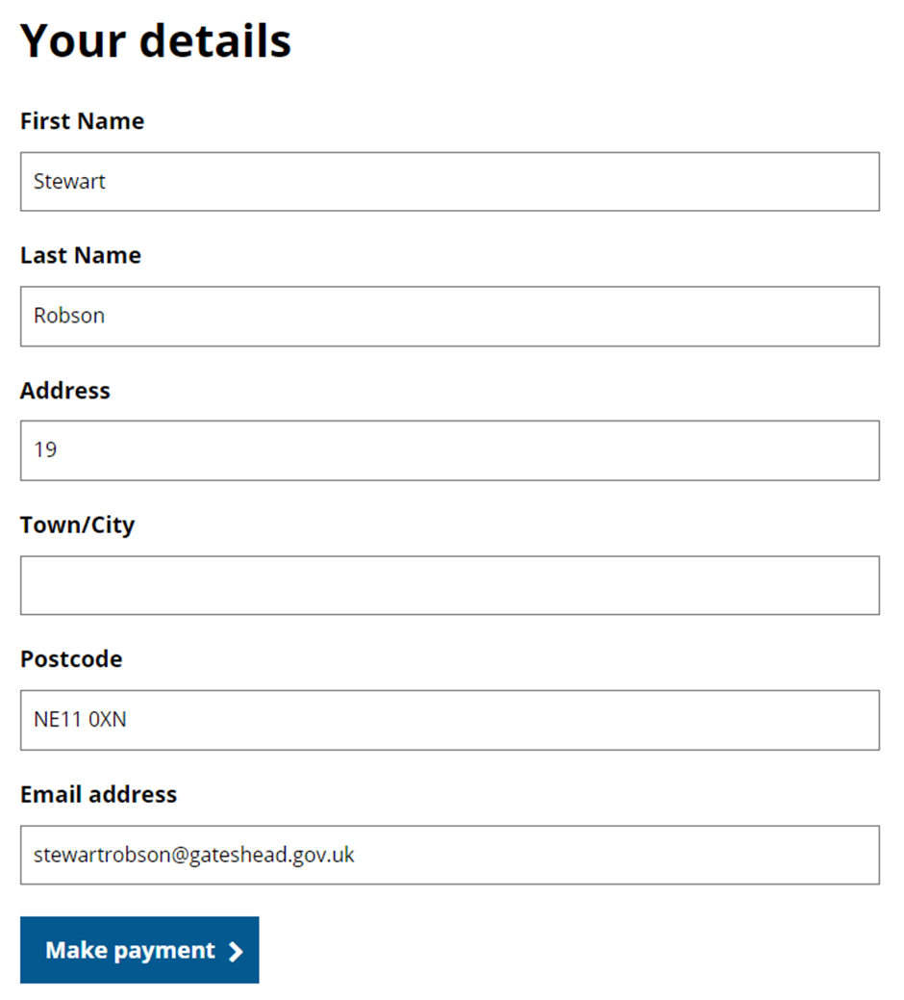 Your details
First Name
Stewart
Last Name
Robson
Address
19
Town/City
Postcode
NE11 0XN
Email address
stewartrobson@gateshead.gov.uk
Make payment